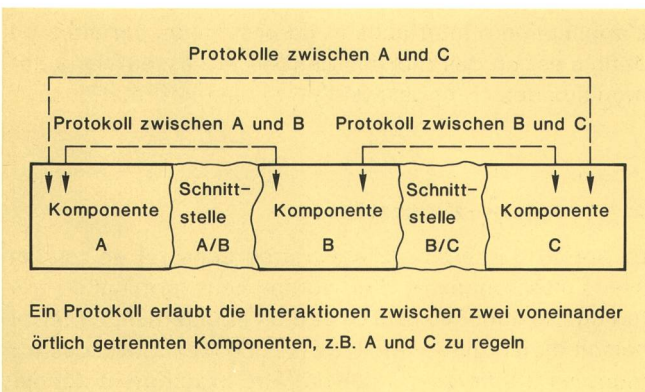 Protokolle zwischen A und C
Protokoll zwischen A und B
Protokoll zwischen B und C
Komponente
A
Schnitt-
stelle
A/B
Komponente
B
Schnitt-
stelle
B/C
Komponente
C
Ein Protokoll erlaubt die Interaktionen zwischen zwei voneinander
örtlich getrennten Komponenten, z.B. A und C zu regeln